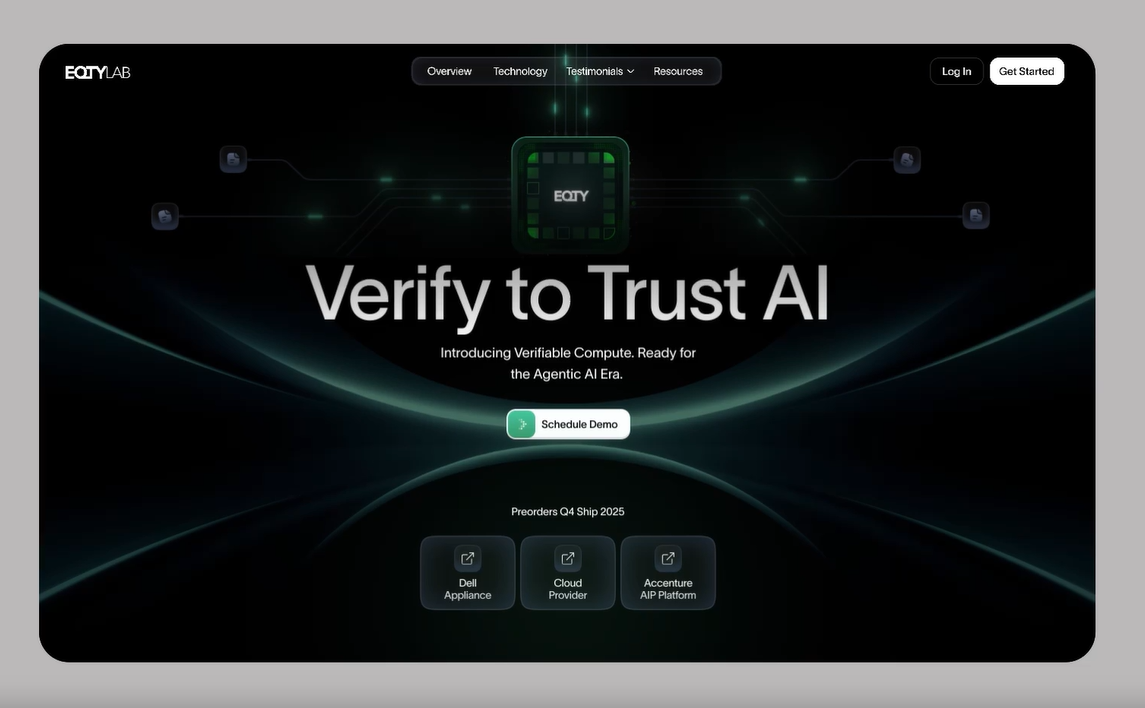 EQTYLAB
Overview
Technology
Testimonials
Resources
Log In
Get Started
EQTY
Verify to Trust AI
Introducing Verifiable Compute. Ready for
the Agentic AI Era.
Schedule Demo
Preorders Q4 Ship 2025
Dell
Appliance
Cloud
Provider
Accenture
AIP Platform